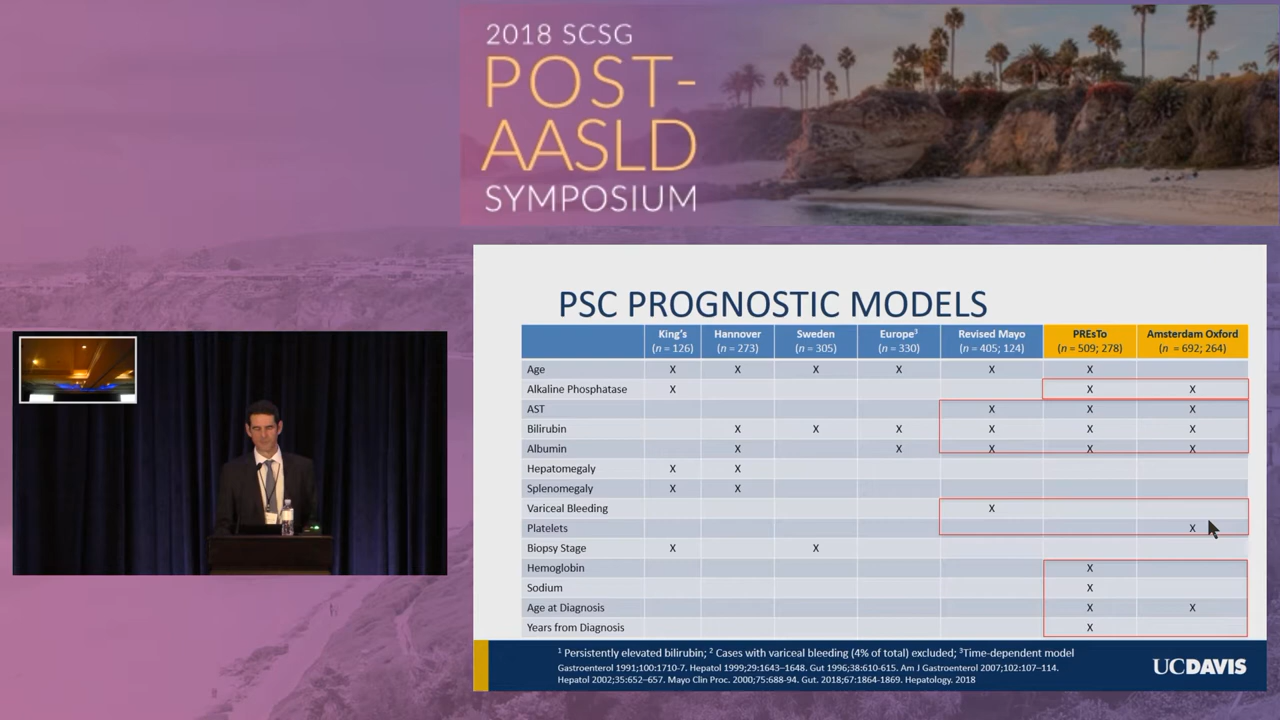 2018 SCSG
POST-
AASLD
SYMPOSIUM
PSC PROGNOSTIC MODELS
King's (n = 126) Hannover (n = 273) Sweden (n = 305) Europe³ (n = 330) Revised Mayo (n = 405; 124) PREsTo (n = 509; 278) Amsterdam Oxford (n = 692; 264)
Age X X X X X X
Alkaline Phosphatase X X X
AST X X X
Bilirubin X X X X X X
Albumin X X X X X
Hepatomegaly X X
Splenomegaly X X
Variceal Bleeding X
Platelets X
Biopsy Stage X X
Hemoglobin X
Sodium X
Age at Diagnosis X X
Years from Diagnosis X
¹ Persistently elevated bilirubin; ² Cases with variceal bleeding (4% of total) excluded; ³Time-dependent model
Gastroenterol 1991;100:1710-7. Hepatol 1999;29:1643–1648. Gut 1996;38:610-615. Am J Gastroenterol 2007;102:107–114.
Hepatol 2002;35:652–657. Mayo Clin Proc. 2000;75:688-94. Gut. 2018;67:1864-1869. Hepatology. 2018
UCDAVIS